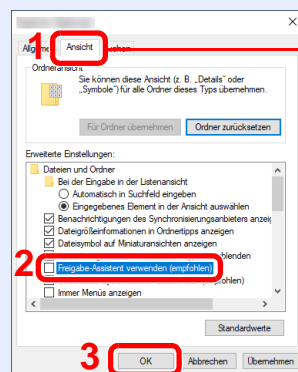 1
Ansicht
Ordneransicht
Sie können diese Ansicht (z. B. „Details" oder
„Symbole") für alle Ordner dieses Typs übernehmen.
Für Ordner übernehmen Ordner zurücksetzen
Erweiterte Einstellungen:
Dateien und Ordner
Bei der Eingabe in der Listenansicht
Automatisch in Suchfeld eingeben
Eingegebenes Element in der Ansicht auswählen
Benachrichtigungen des Synchronisierungsanbieters anzeig
Dateigrößeinformationen in Ordnertipps anzeigen
Dateisymbol auf Miniaturansichten anzeigen
2
Freigabe-Assistent verwenden (empfohlen)
Immer Menüs anzeigen
Standardwerte
3
OK Abbrechen Übernehmen